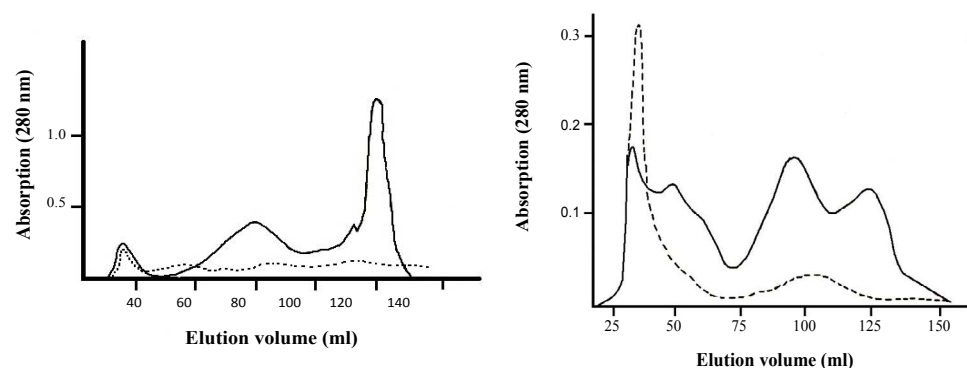 Absorption (280 nm)
1.0
0.5
40 60 80 100 120 140
Elution volume (ml)
Absorption (280 nm)
0.3
0.2
0.1
25 50 75 100 125 150
Elution volume (ml)